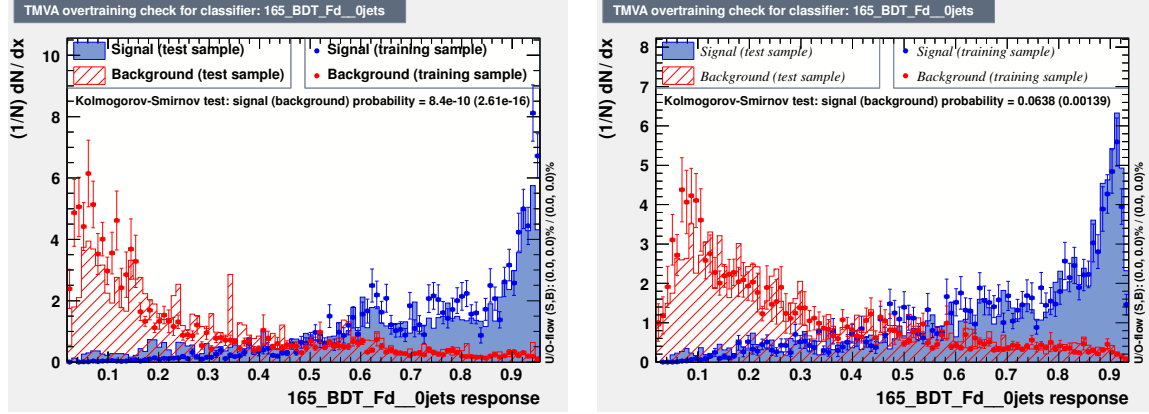 TMVA overtraining check for classifier: 165_BDT_Fd__0jets
Signal (test sample)
Background (test sample)
Signal (training sample)
Background (training sample)
Kolmogorov-Smirnov test: signal (background) probability = 8.4e-10 (2.61e-16)
(1/N) dN / dx
10
8
6
4
2
0
0.1 0.2 0.3 0.4 0.5 0.6 0.7 0.8 0.9
165_BDT_Fd__0jets response
U/O-flow (S,B): (0.0, 0.0)% / (0.0, 0.0)%
TMVA overtraining check for classifier: 165_BDT_Fd__0jets
Signal (test sample)
Background (test sample)
Signal (training sample)
Background (training sample)
Kolmogorov-Smirnov test: signal (background) probability = 0.0638 (0.00139)
(1/N) dN / dx
8
7
6
5
4
3
2
1
0
0.1 0.2 0.3 0.4 0.5 0.6 0.7 0.8 0.9
165_BDT_Fd__0jets response
U/O-flow (S,B): (0.0, 0.0)% / (0.0, 0.0)%